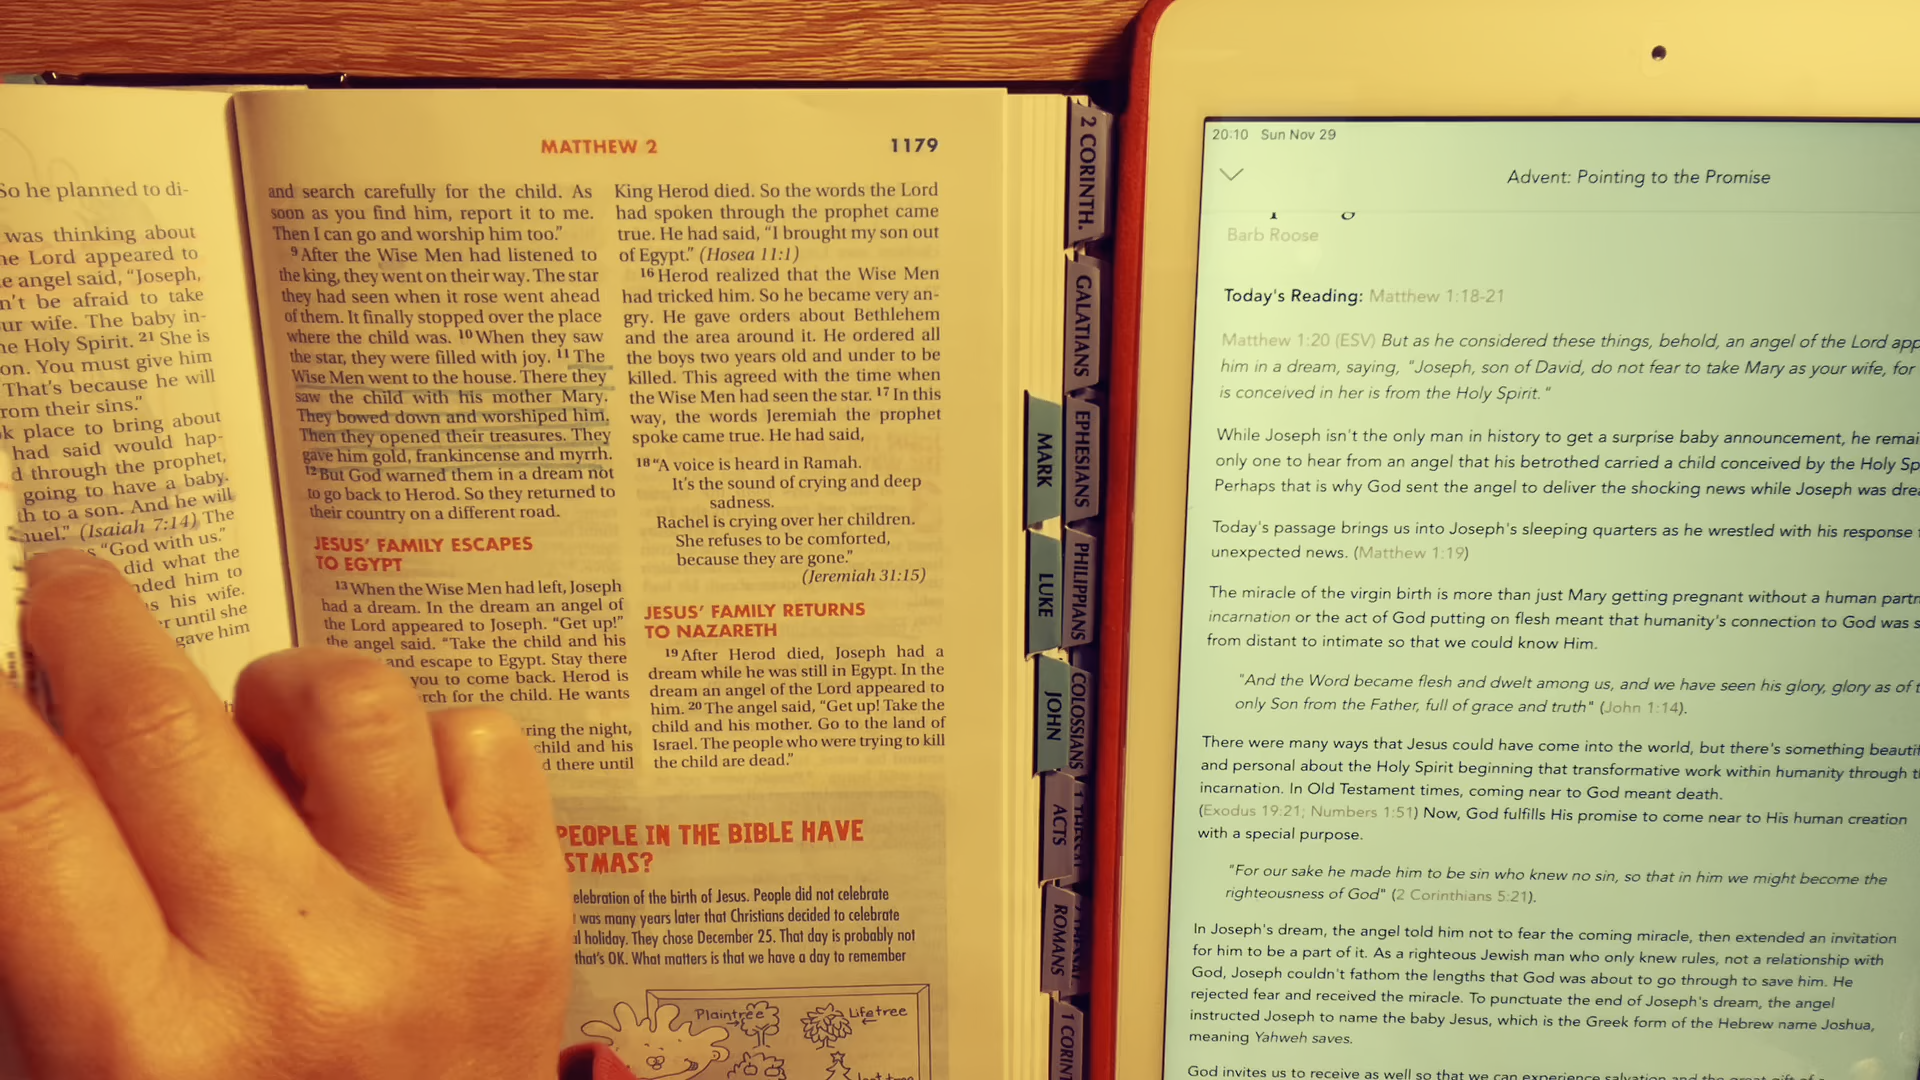 So he planned to di-
was thinking about
Lord appeared to
angel said, "Joseph,
be afraid to take
wife. The baby in-
Holy Spirit. 21 She is
You must give him
That's because he will
from their sins."
place to bring about
had said would hap-
through the prophet,
going to have a baby.
to a son. And he will
(Isaiah 7:14) The
"God with us."
did what the
him to
his wife.
until she
gave him
MATTHEW 2
1179
and search carefully for the child. As
soon as you find him, report it to me.
Then I can go and worship him too."
9 After the Wise Men had listened to
the king, they went on their way. The star
they had seen when it rose went ahead
of them. It finally stopped over the place
where the child was. 10 When they saw
the star, they were filled with joy. 11 The
Wise Men went to the house. There they
saw the child with his mother Mary.
They bowed down and worshiped him.
Then they opened their treasures. They
gave him gold, frankincense and myrrh.
12 But God warned them in a dream not
to go back to Herod. So they returned to
their country on a different road.
JESUS' FAMILY ESCAPES
TO EGYPT
13 When the Wise Men had left, Joseph
had a dream. In the dream an angel of
the Lord appeared to Joseph. "Get up!"
the angel said. "Take the child and his
and escape to Egypt. Stay there
you to come back. Herod is
for the child. He wants
the night,
child and his
there until
King Herod died. So the words the Lord
had spoken through the prophet came
true. He had said, "I brought my son out
of Egypt." (Hosea 11:1)
16 Herod realized that the Wise Men
had tricked him. So he became very an-
gry. He gave orders about Bethlehem
and the area around it. He ordered all
the boys two years old and under to be
killed. This agreed with the time when
the Wise Men had seen the star. 17 In this
way, the words Jeremiah the prophet
spoke came true. He had said,
18 "A voice is heard in Ramah.
It's the sound of crying and deep
sadness.
Rachel is crying over her children.
She refuses to be comforted,
because they are gone."
(Jeremiah 31:15)
JESUS' FAMILY RETURNS
TO NAZARETH
19 After Herod died, Joseph had a
dream while he was still in Egypt. In the
dream an angel of the Lord appeared to
him. 20 The angel said, "Get up! Take the
child and his mother. Go to the land of
Israel. The people who were trying to kill
the child are dead."
PEOPLE IN THE BIBLE HAVE
STMAS?
elebration of the birth of Jesus. People did not celebrate
was many years later that Christians decided to celebrate
al holiday. They chose December 25. That day is probably not
that's OK. What matters is that we have a day to remember
Plaintree
Lifetree
2 CORINTH.
GALATIANS
EPHESIANS
PHILIPPIANS
COLOSSIANS
MARK
LUKE
JOHN
ACTS
ROMANS
1 CORINT
20:10 Sun Nov 29
Advent: Pointing to the Promise
Barb Roose
Today's Reading: Matthew 1:18-21
Matthew 1:20 (ESV) But as he considered these things, behold, an angel of the Lord app
him in a dream, saying, "Joseph, son of David, do not fear to take Mary as your wife, for
is conceived in her is from the Holy Spirit. "
While Joseph isn't the only man in history to get a surprise baby announcement, he remai
only one to hear from an angel that his betrothed carried a child conceived by the Holy Sp
Perhaps that is why God sent the angel to deliver the shocking news while Joseph was drea
Today's passage brings us into Joseph's sleeping quarters as he wrestled with his response
unexpected news. (Matthew 1:19)
The miracle of the virgin birth is more than just Mary getting pregnant without a human partn
incarnation or the act of God putting on flesh meant that humanity's connection to God was s
from distant to intimate so that we could know Him.
"And the Word became flesh and dwelt among us, and we have seen his glory, glory as of t
only Son from the Father, full of grace and truth" (John 1:14).
There were many ways that Jesus could have come into the world, but there's something beauti
and personal about the Holy Spirit beginning that transformative work within humanity through t
incarnation. In Old Testament times, coming near to God meant death.
(Exodus 19:21; Numbers 1:51) Now, God fulfills His promise to come near to His human creation
with a special purpose.
"For our sake he made him to be sin who knew no sin, so that in him we might become the
righteousness of God" (2 Corinthians 5:21).
In Joseph's dream, the angel told him not to fear the coming miracle, then extended an invitation
for him to be a part of it. As a righteous Jewish man who only knew rules, not a relationship with
God, Joseph couldn't fathom the lengths that God was about to go through to save him. He
rejected fear and received the miracle. To punctuate the end of Joseph's dream, the angel
instructed Joseph to name the baby Jesus, which is the Greek form of the Hebrew name Joshua,
meaning Yahweh saves.
God invites us to receive as well so that we can experience salvation and the great gift of